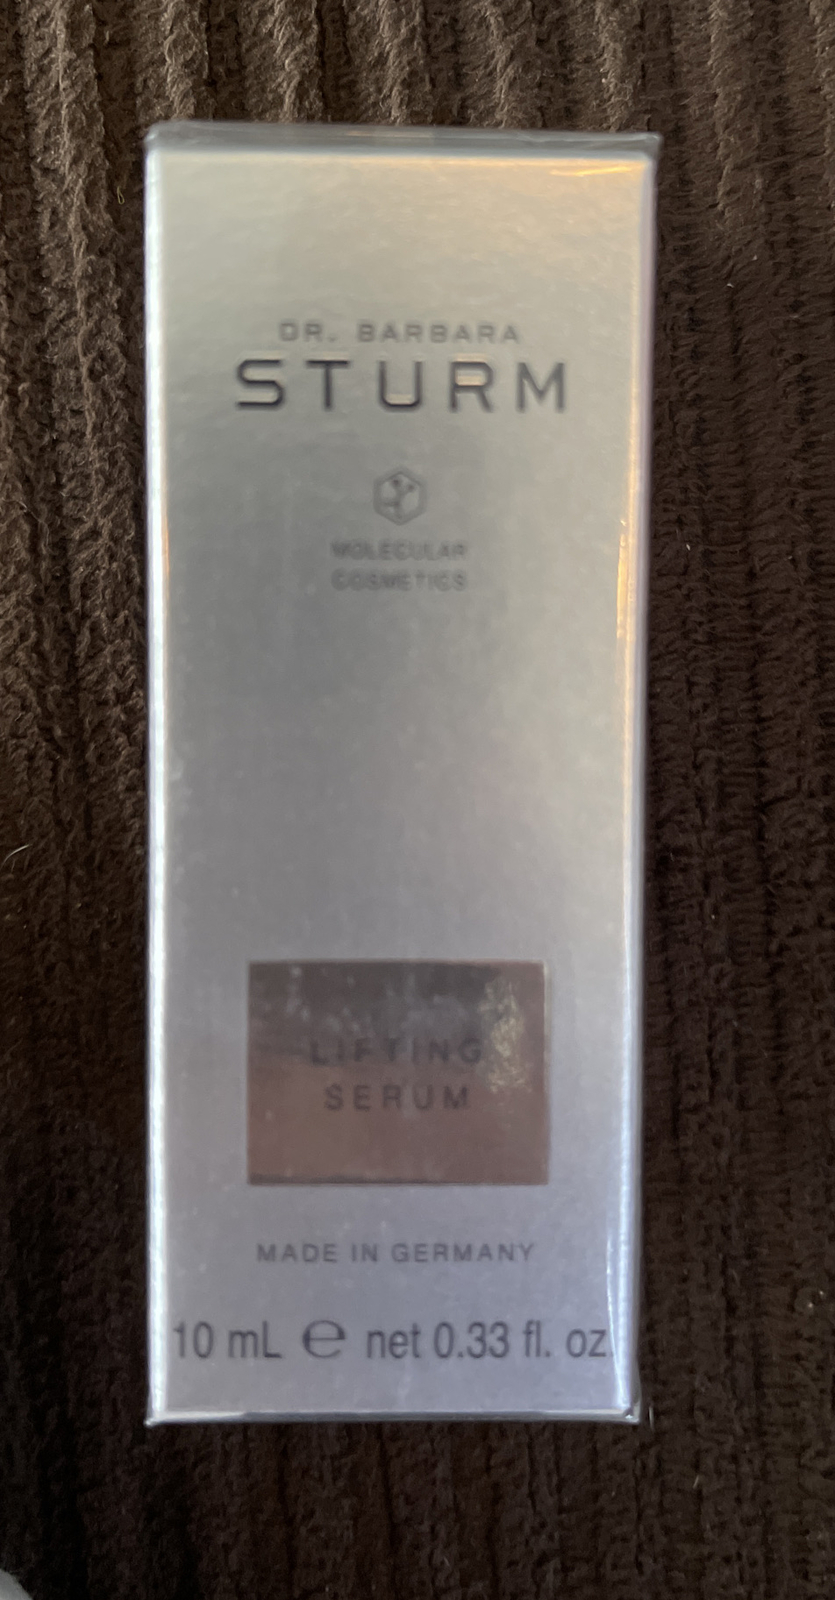 DR. BARBARA
STURM
MOLECULAR
COSMETICS
LIFTING
SERUM
MADE IN GERMANY
10 mL ℮ net 0.33 fl. oz.